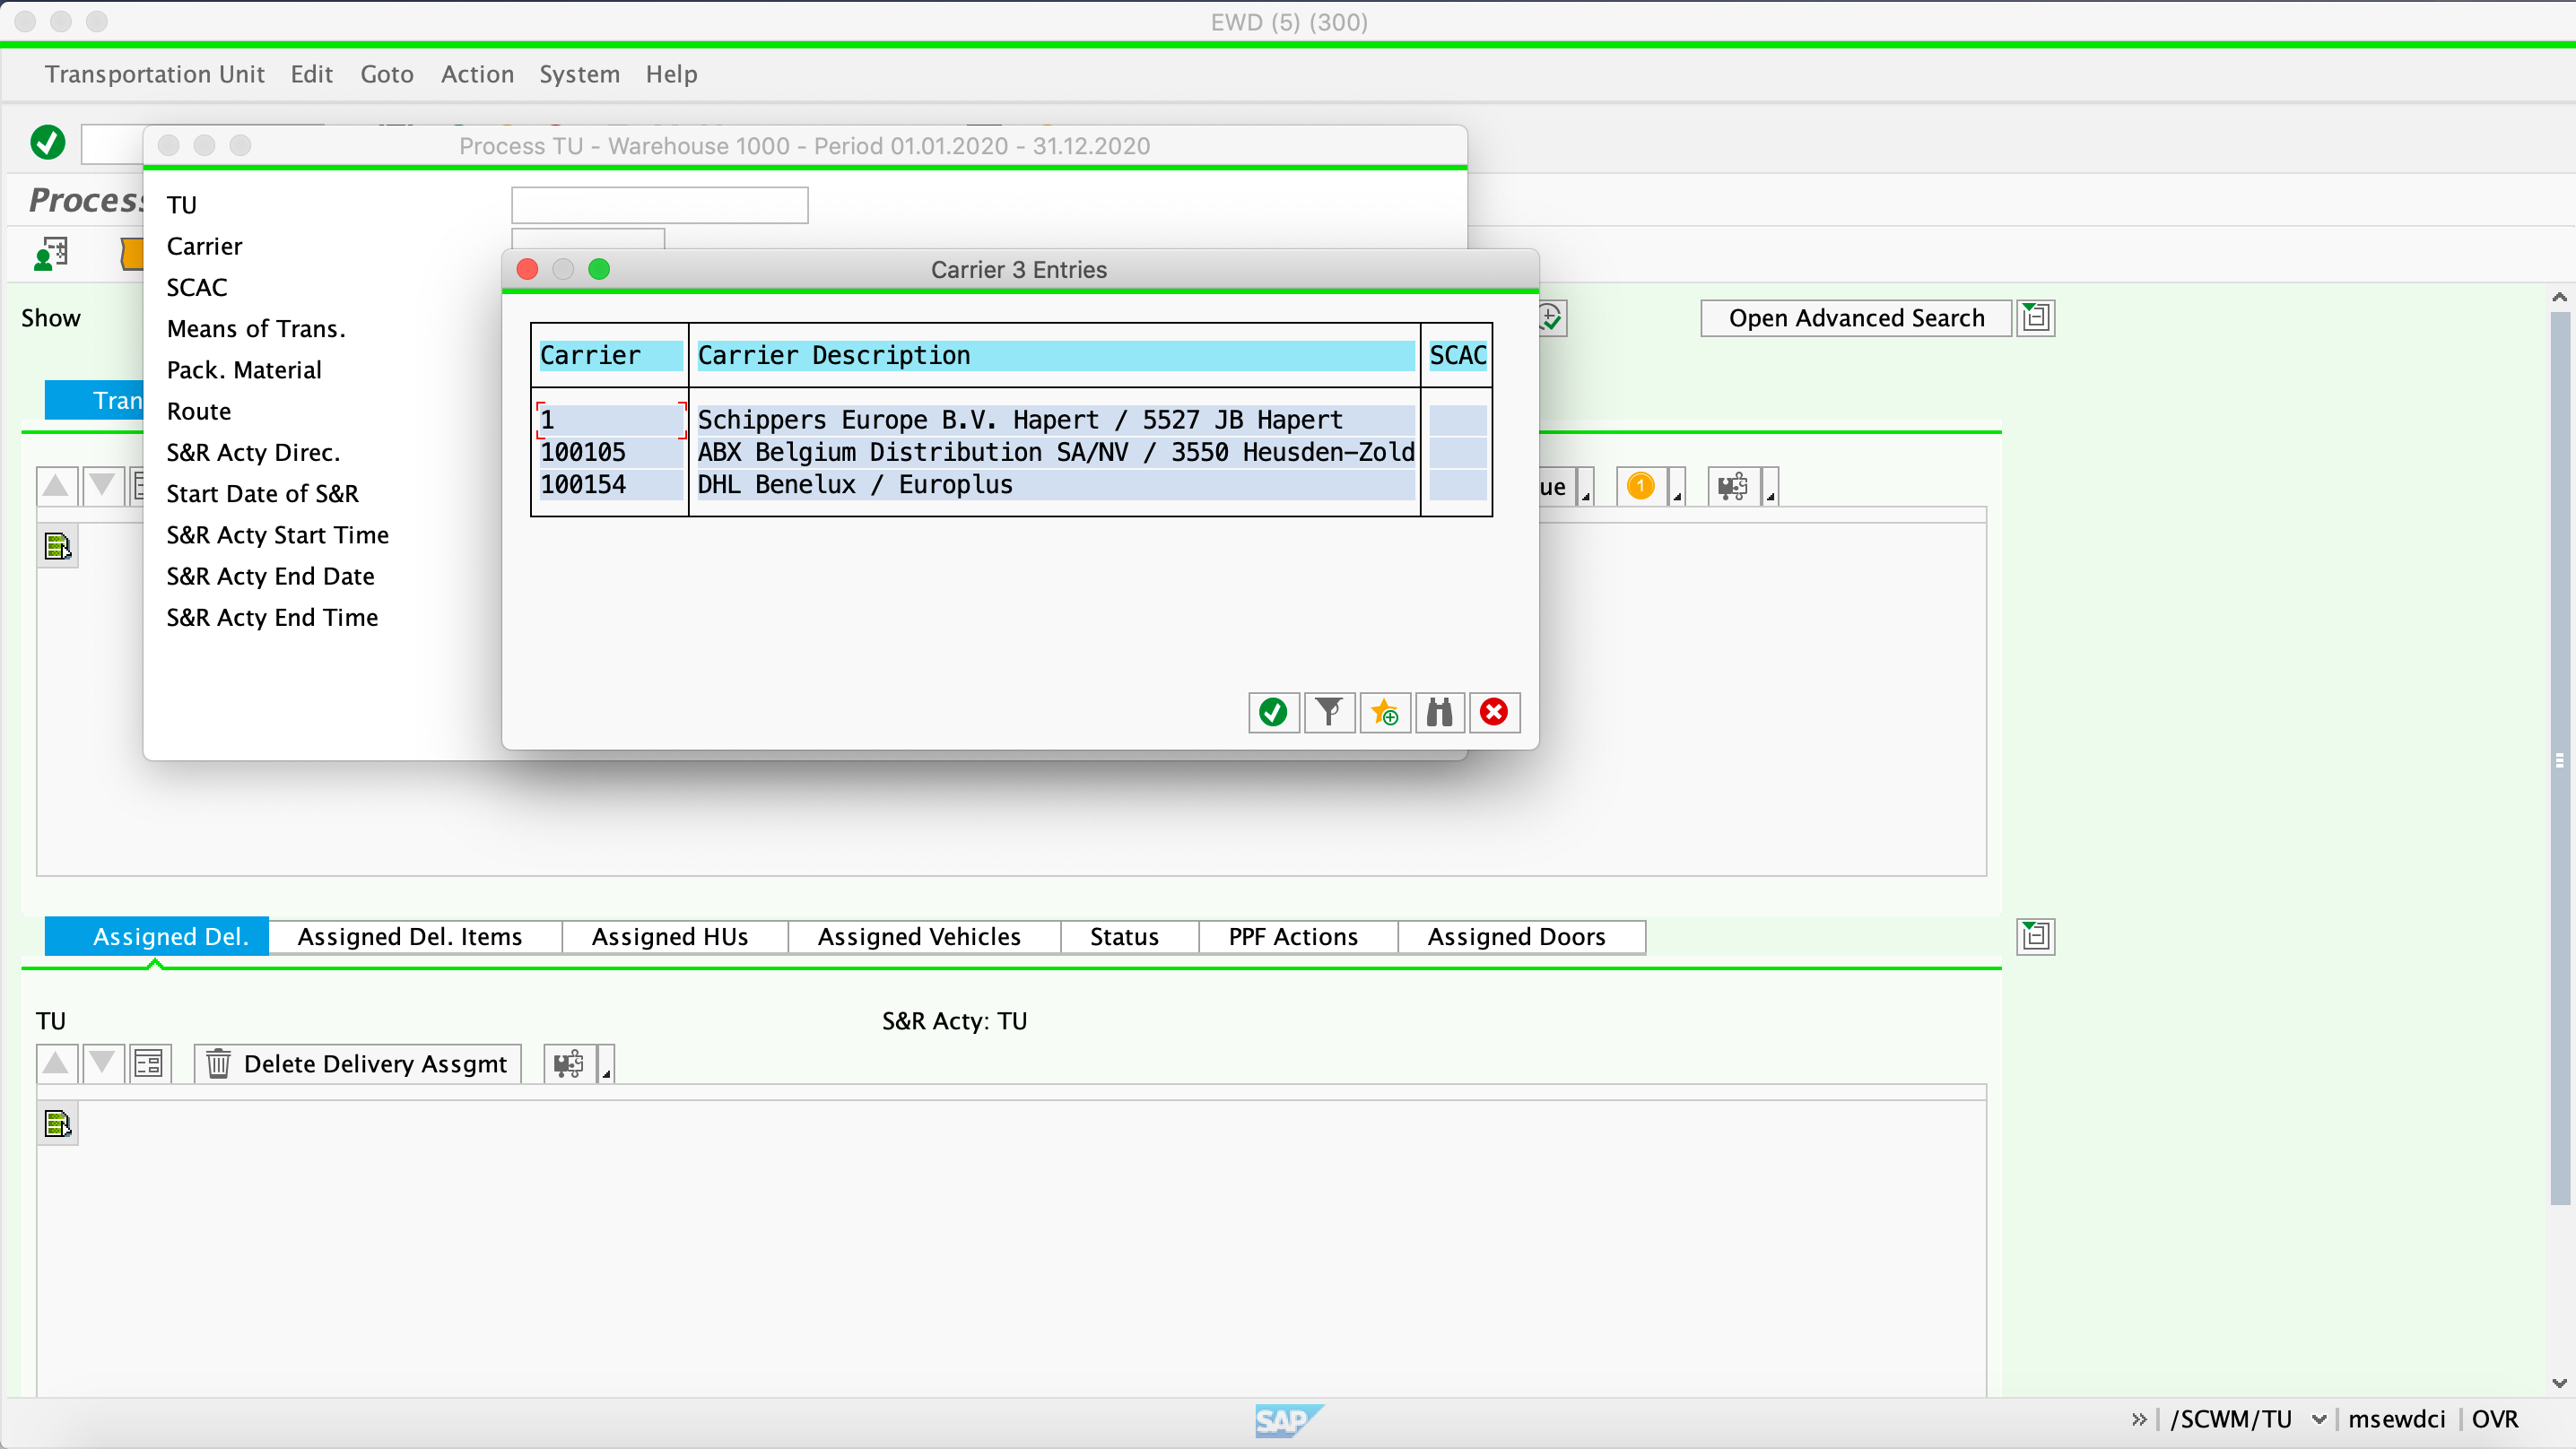 EWD (5) (300)
Transportation Unit Edit Goto Action System Help
Process TU - Warehouse 1000 - Period 01.01.2020 - 31.12.2020
Process
TU
Carrier
SCAC
Means of Trans.
Pack. Material
Route
S&R Acty Direc.
Start Date of S&R
S&R Acty Start Time
S&R Acty End Date
S&R Acty End Time
Carrier 3 Entries
Carrier Carrier Description SCAC
1 Schippers Europe B.V. Hapert / 5527 JB Hapert
100105 ABX Belgium Distribution SA/NV / 3550 Heusden-Zold
100154 DHL Benelux / Europlus
Show
Open Advanced Search
Tran
ue 1
Assigned Del. Assigned Del. Items Assigned HUs Assigned Vehicles Status PPF Actions Assigned Doors
TU S&R Acty: TU
Delete Delivery Assgmt
SAP /SCWM/TU msewdci OVR